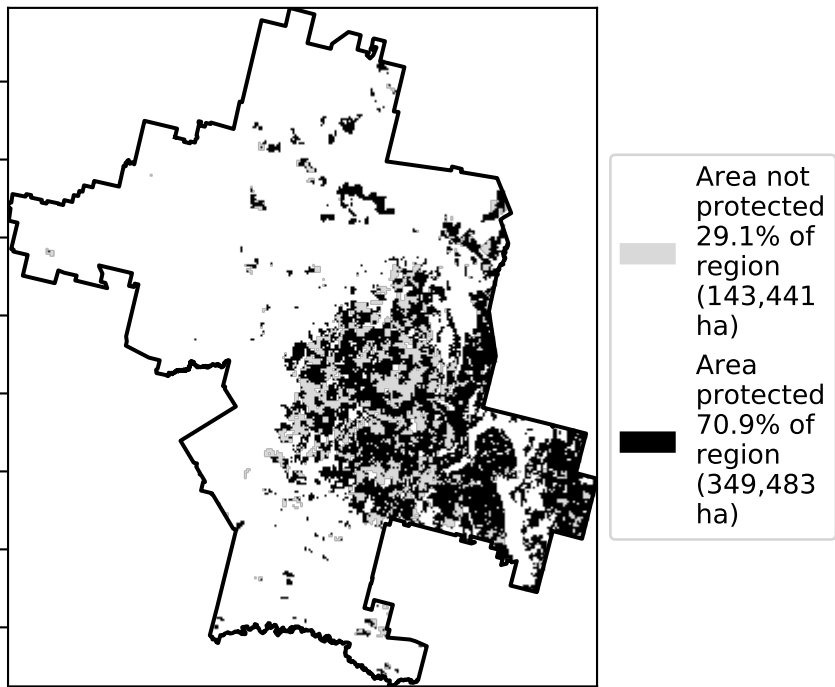 Area not
protected
29.1% of
region
(143,441
ha)
Area
protected
70.9% of
region
(349,483
ha)